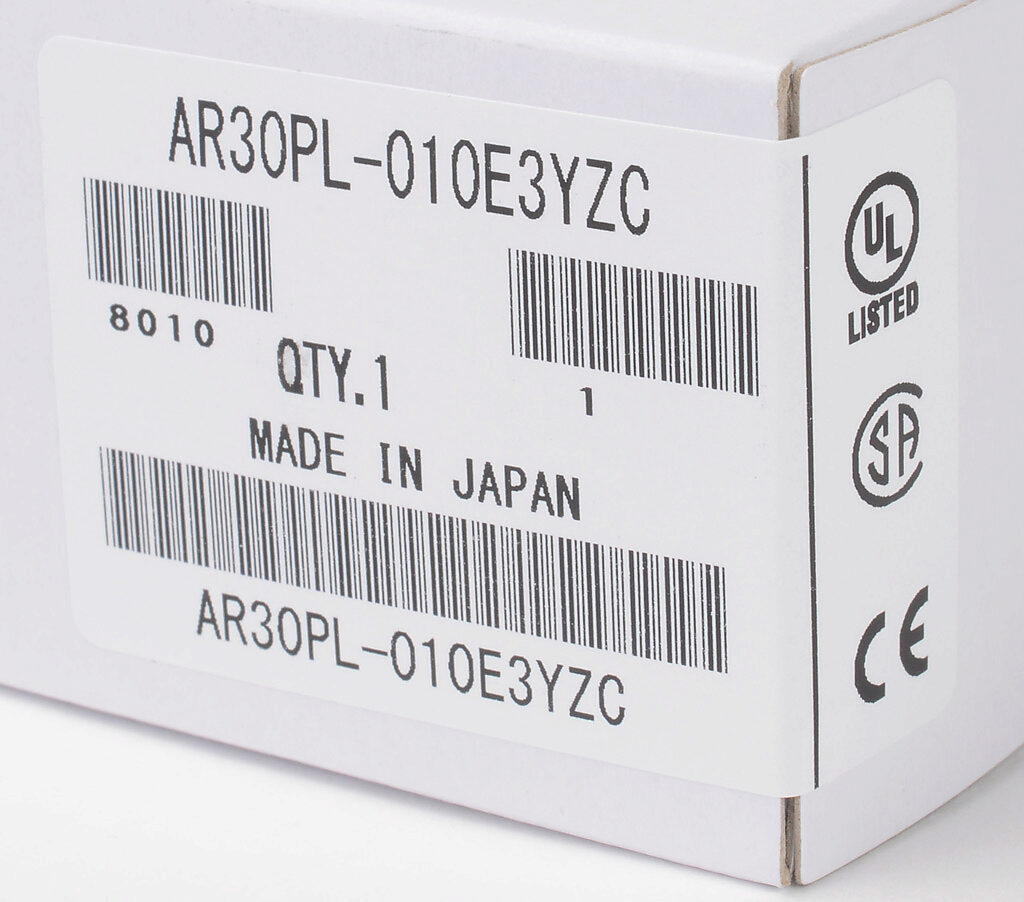 AR30PL-010E3YZC
8010
1
QTY.1
MADE IN JAPAN
AR30PL-010E3YZC
UL
LISTED
SA
CE